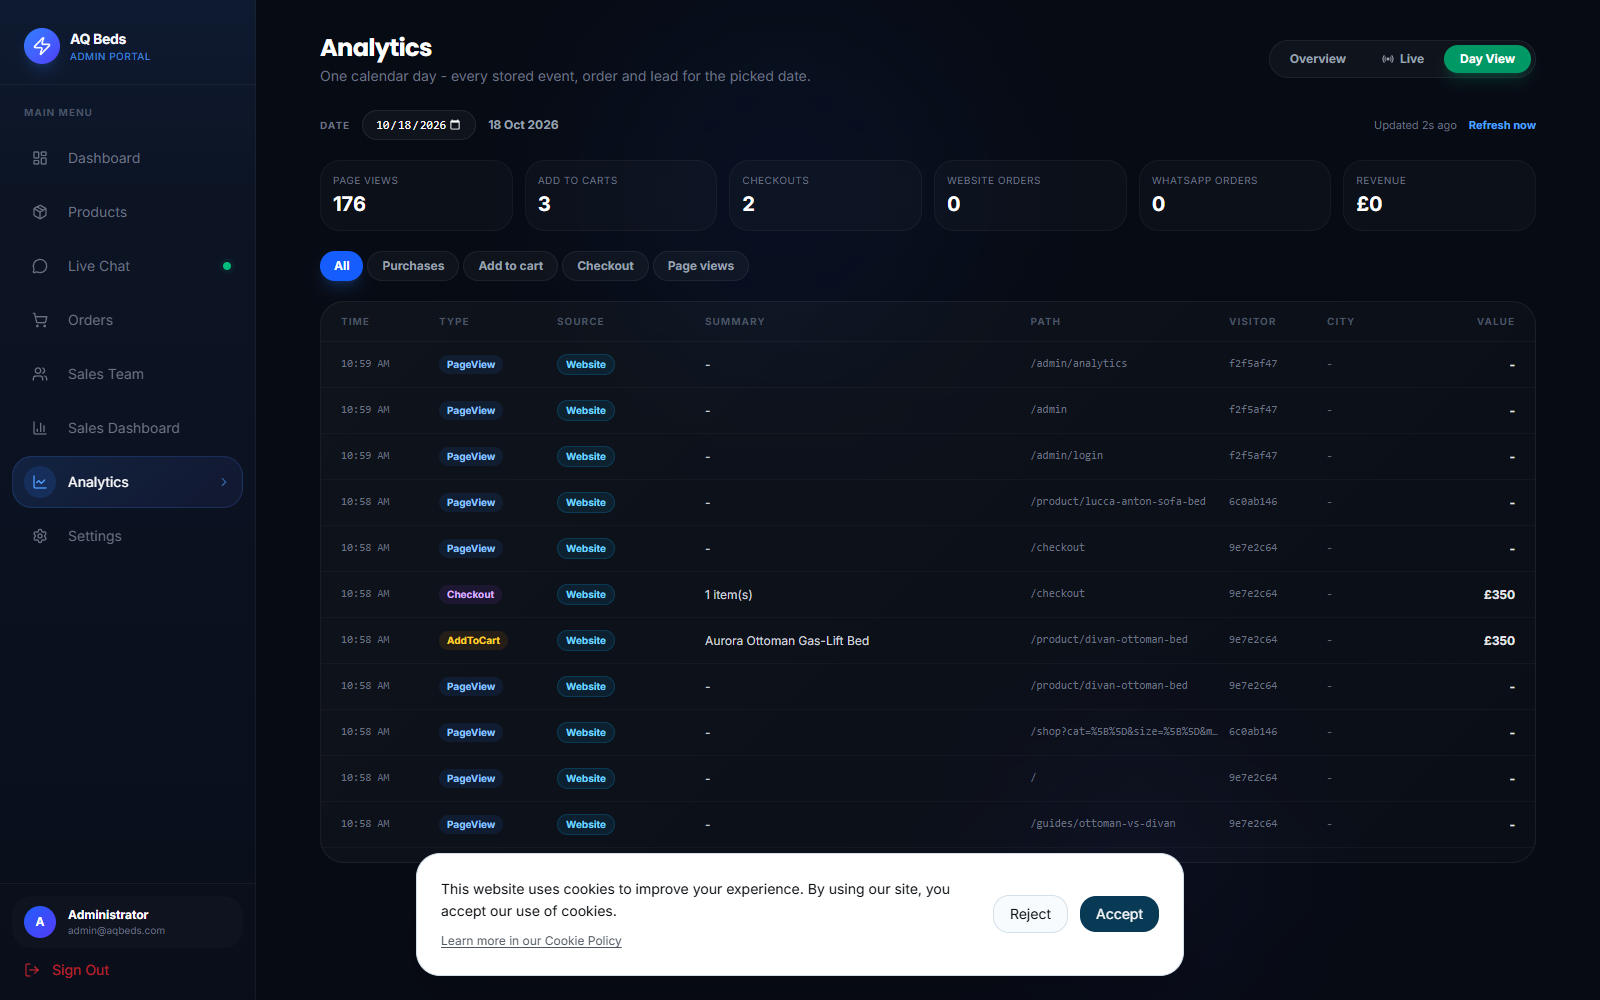 AQ Beds
ADMIN PORTAL
MAIN MENU
Dashboard
Products
Live Chat
Orders
Sales Team
Sales Dashboard
Analytics
Settings
A
Administrator
admin@aqbeds.com
Sign Out
Analytics
One calendar day - every stored event, order and lead for the picked date.
Overview Live Day View
DATE 10/18/2026 18 Oct 2026
Updated 2s ago Refresh now
PAGE VIEWS
176
ADD TO CARTS
3
CHECKOUTS
2
WEBSITE ORDERS
0
WHATSAPP ORDERS
0
REVENUE
£0
All Purchases Add to cart Checkout Page views
TIME TYPE SOURCE SUMMARY PATH VISITOR CITY VALUE
10:59 AM PageView Website - /admin/analytics f2f5af47 - -
10:59 AM PageView Website - /admin f2f5af47 - -
10:59 AM PageView Website - /admin/login f2f5af47 - -
10:58 AM PageView Website - /product/lucca-anton-sofa-bed 6c0ab146 - -
10:58 AM PageView Website - /checkout 9e7e2c64 - -
10:58 AM Checkout Website 1 item(s) /checkout 9e7e2c64 - £350
10:58 AM AddToCart Website Aurora Ottoman Gas-Lift Bed /product/divan-ottoman-bed 9e7e2c64 - £350
10:58 AM PageView Website - /product/divan-ottoman-bed 9e7e2c64 - -
10:58 AM PageView Website - /shop?cat=%5B%5D&size=%5B%5D&m… 6c0ab146 - -
10:58 AM PageView Website - / 9e7e2c64 - -
10:58 AM PageView Website - /guides/ottoman-vs-divan 9e7e2c64 - -
This website uses cookies to improve your experience. By using our site, you
accept our use of cookies.
Learn more in our Cookie Policy
Reject Accept